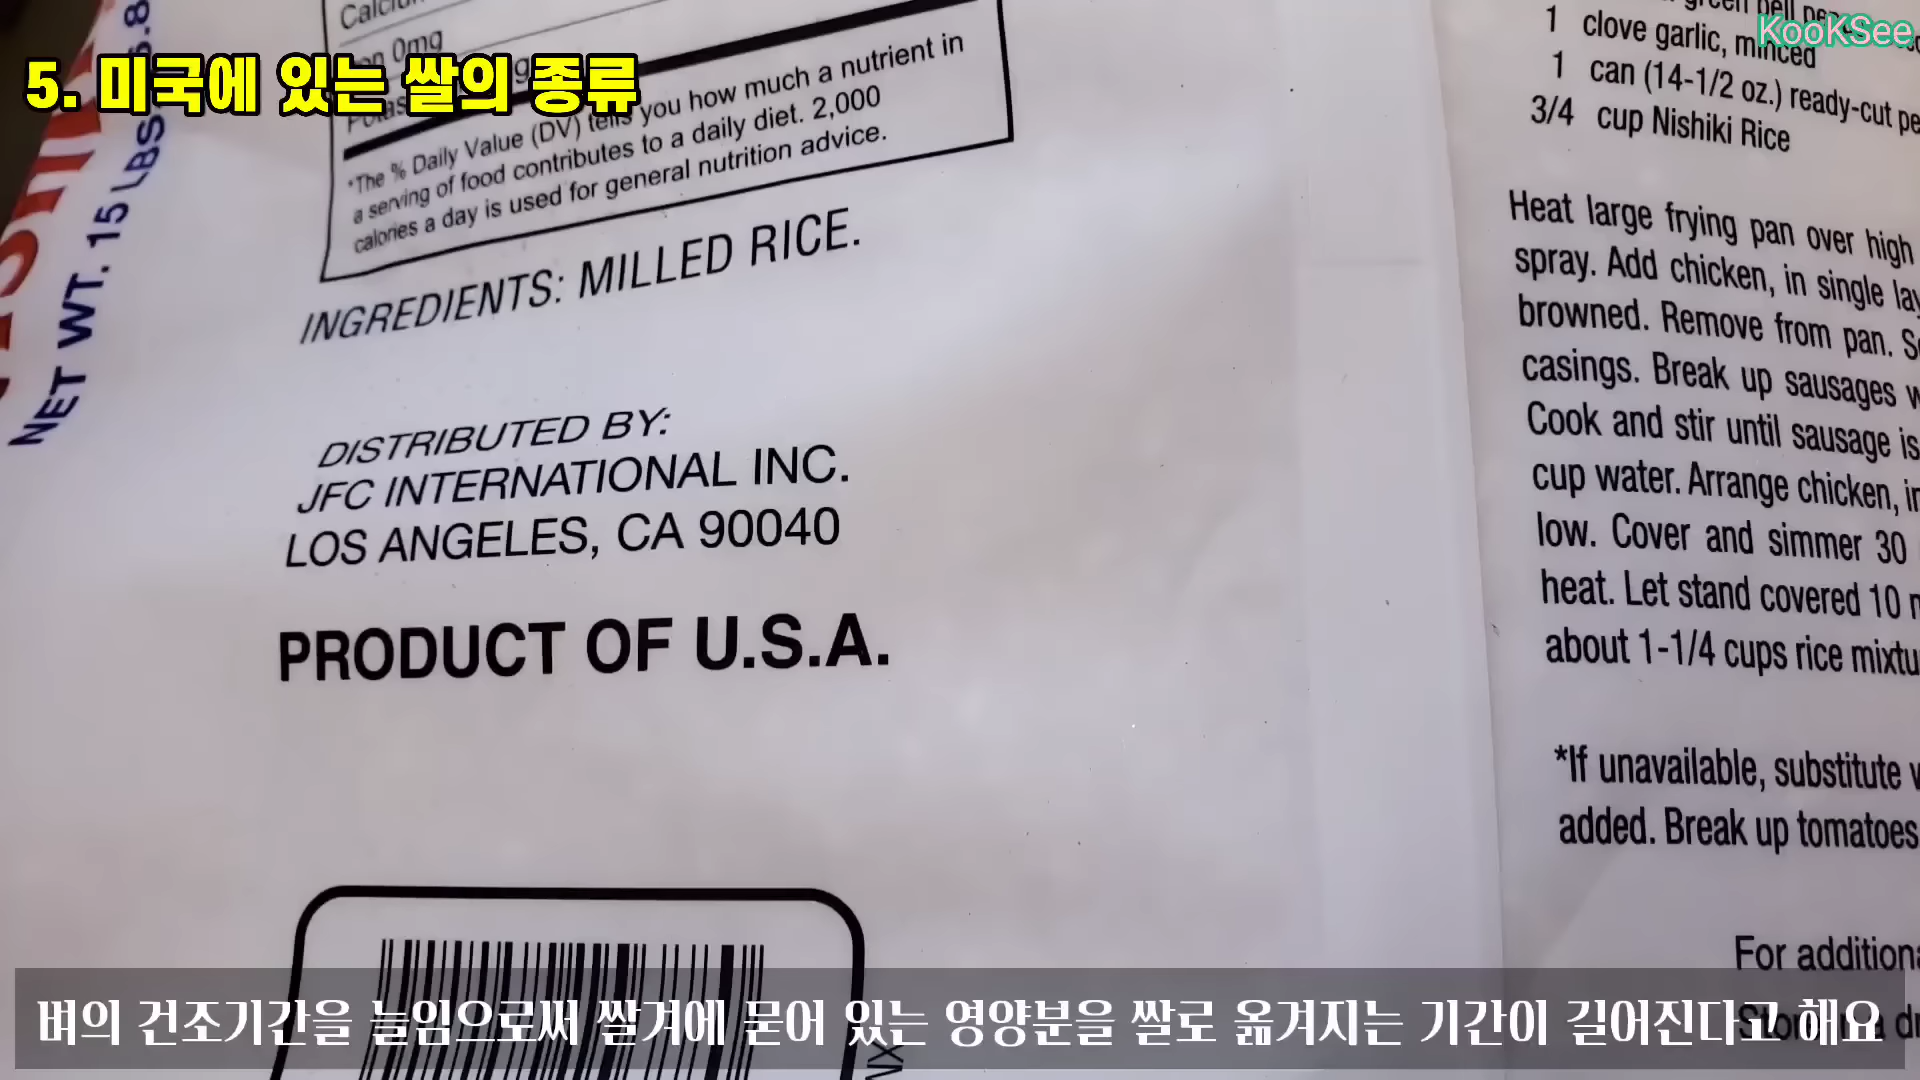 KooKSee
5. 미국에 있는 쌀의 종류
NET WT. 15 LBS
0mg
*The % Daily Value (DV) tells you how much a nutrient in
a serving of food contributes to a daily diet. 2,000
calories a day is used for general nutrition advice.
INGREDIENTS: MILLED RICE.
DISTRIBUTED BY:
JFC INTERNATIONAL INC.
LOS ANGELES, CA 90040
PRODUCT OF U.S.A.
green bell
1 clove garlic, minced
1 can (14-1/2 oz.) ready-cut
3/4 cup Nishiki Rice
Heat large frying pan over high
spray. Add chicken, in single
browned. Remove from pan.
casings. Break up sausages
Cook and stir until sausage is
cup water. Arrange chicken,
low. Cover and simmer 30
heat. Let stand covered 10
about 1-1/4 cups rice
*If unavailable, substitute
added. Break up tomatoes
For
벼의 건조기간을 늘임으로써 쌀겨에 묻어 있는 영양분을 쌀로 옮겨지는 기간이 길어진다고 해요